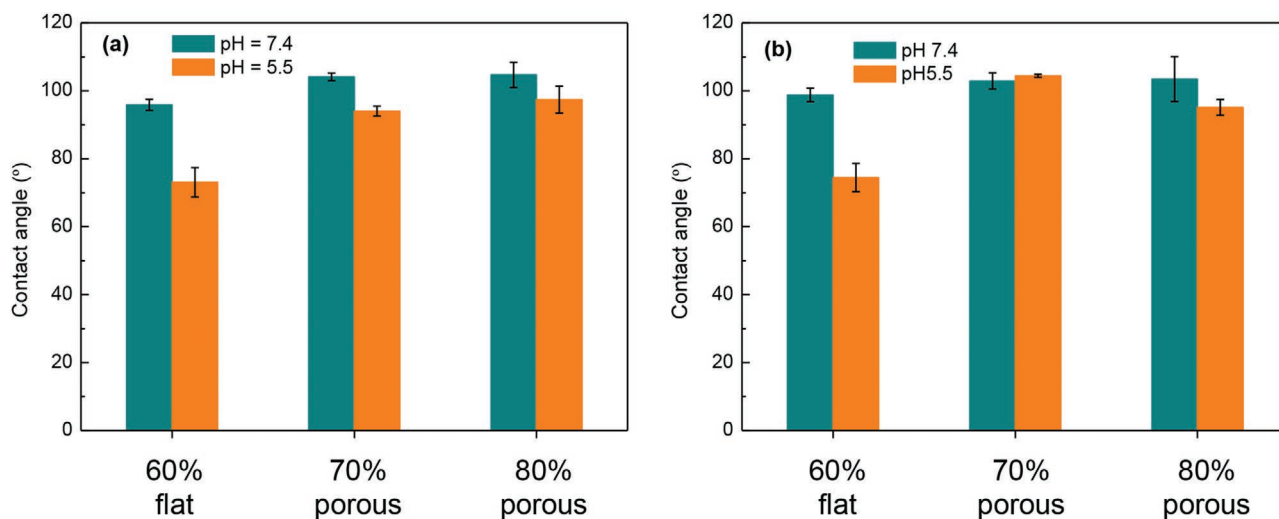 (a)
pH = 7.4
pH = 5.5
Contact angle (º)
120
100
80
60
40
20
0
60%
flat
70%
porous
80%
porous
(b)
pH 7.4
pH5.5
Contact angle (º)
120
100
80
60
40
20
0
60%
flat
70%
porous
80%
porous